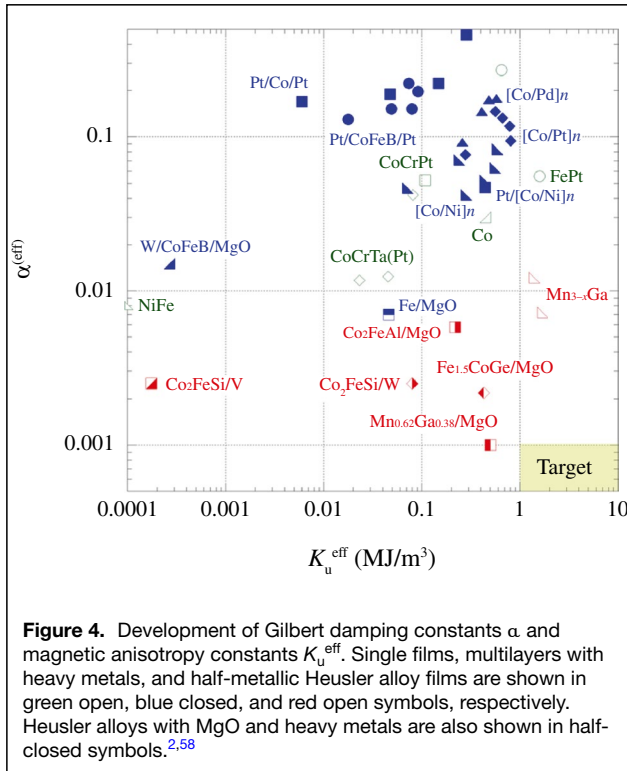 Pt/Co/Pt
[Co/Pd]n
0.1
Pt/CoFeB/Pt
[Co/Pt]n
CoCrPt
FePt
[Co/Ni]n
Pt/[Co/Ni]n
Co
W/CoFeB/MgO
CoCrTa(Pt)
α(eff)
0.01
NiFe
Fe/MgO
Mn3–xGa
Co2FeAl/MgO
Fe1.5CoGe/MgO
Co2FeSi/V
Co2FeSi/W
Mn0.62Ga0.38/MgO
0.001
Target
0.0001 0.001 0.01 0.1 1 10
Ku eff (MJ/m3)
Figure 4. Development of Gilbert damping constants α and
magnetic anisotropy constants Ku eff. Single films, multilayers with
heavy metals, and half-metallic Heusler alloy films are shown in
green open, blue closed, and red open symbols, respectively.
Heusler alloys with MgO and heavy metals are also shown in half-
closed symbols.2,58